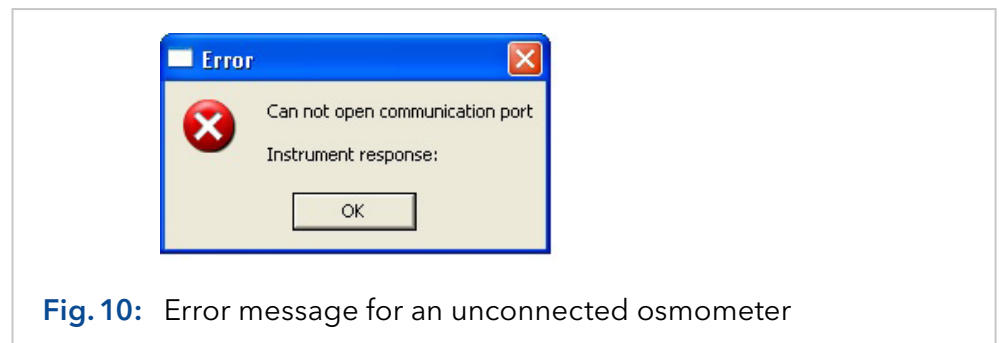 Error
Can not open communication port
Instrument response:
OK
Fig. 10: Error message for an unconnected osmometer